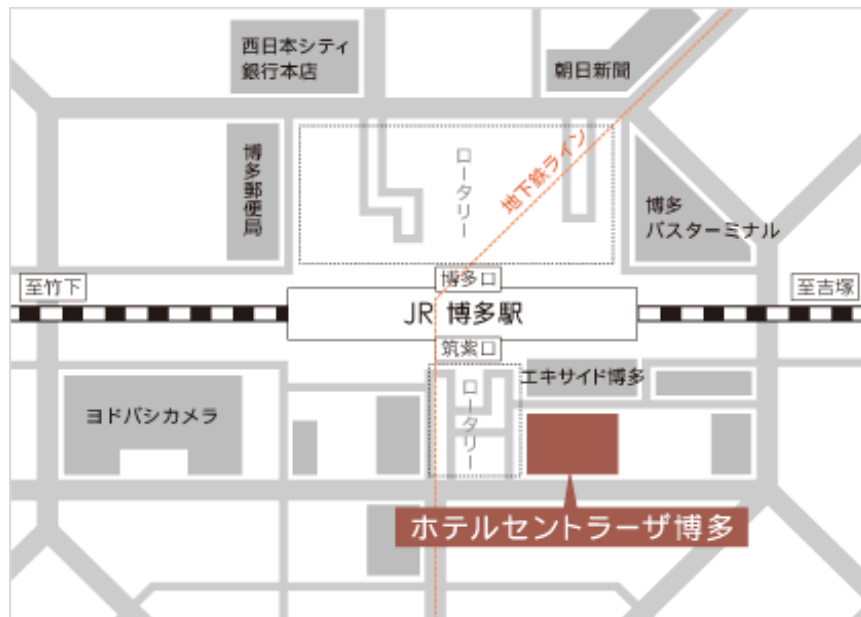 西日本シティ
銀行本店
朝日新聞
博多郵便局
ロータリー
地下鉄ライン
博多
バスターミナル
至竹下
博多口
至吉塚
JR 博多駅
筑紫口
エキサイド博多
ヨドバシカメラ
ロータリー
ホテルセントラーザ博多